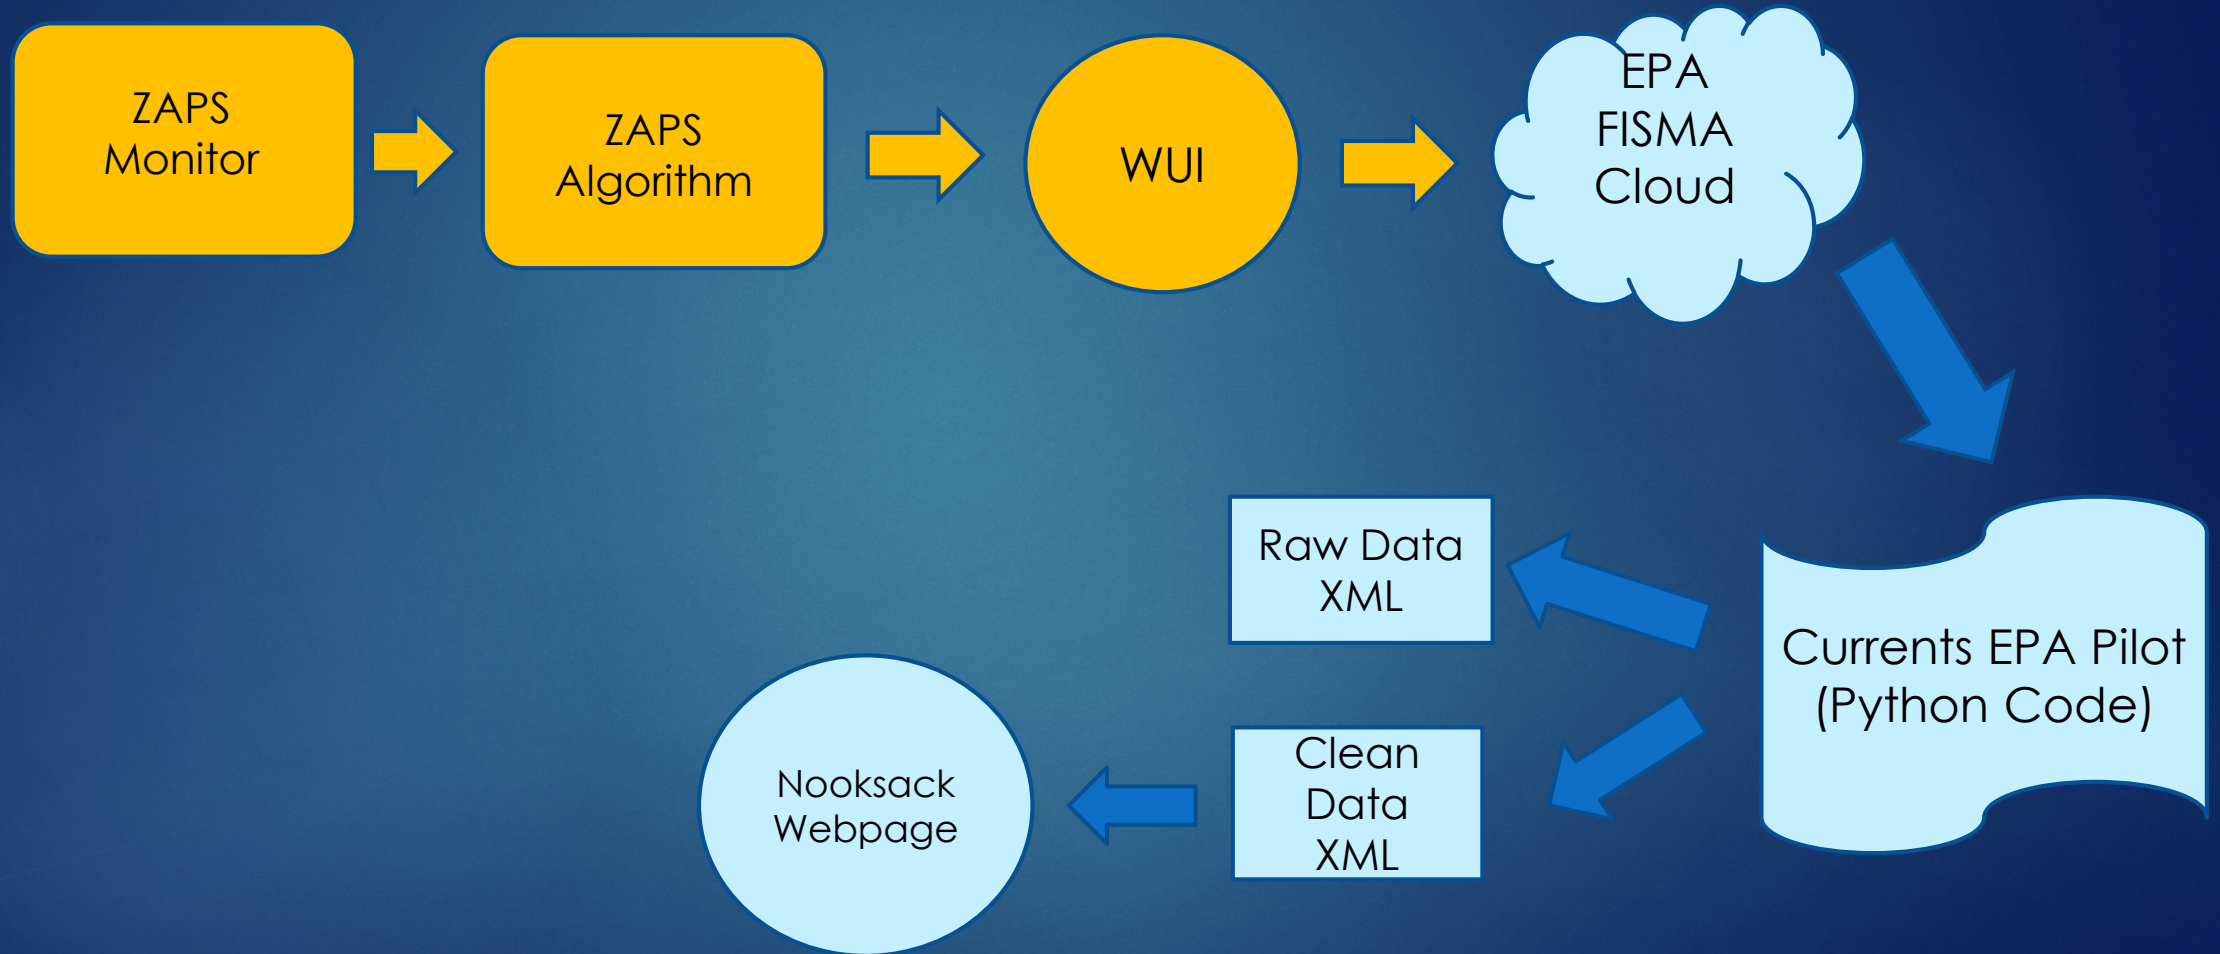 ZAPS
Monitor
ZAPS
Algorithm
WUI
EPA
FISMA
Cloud
Raw Data
XML
Currents EPA Pilot
(Python Code)
Clean
Data
XML
Nooksack
Webpage